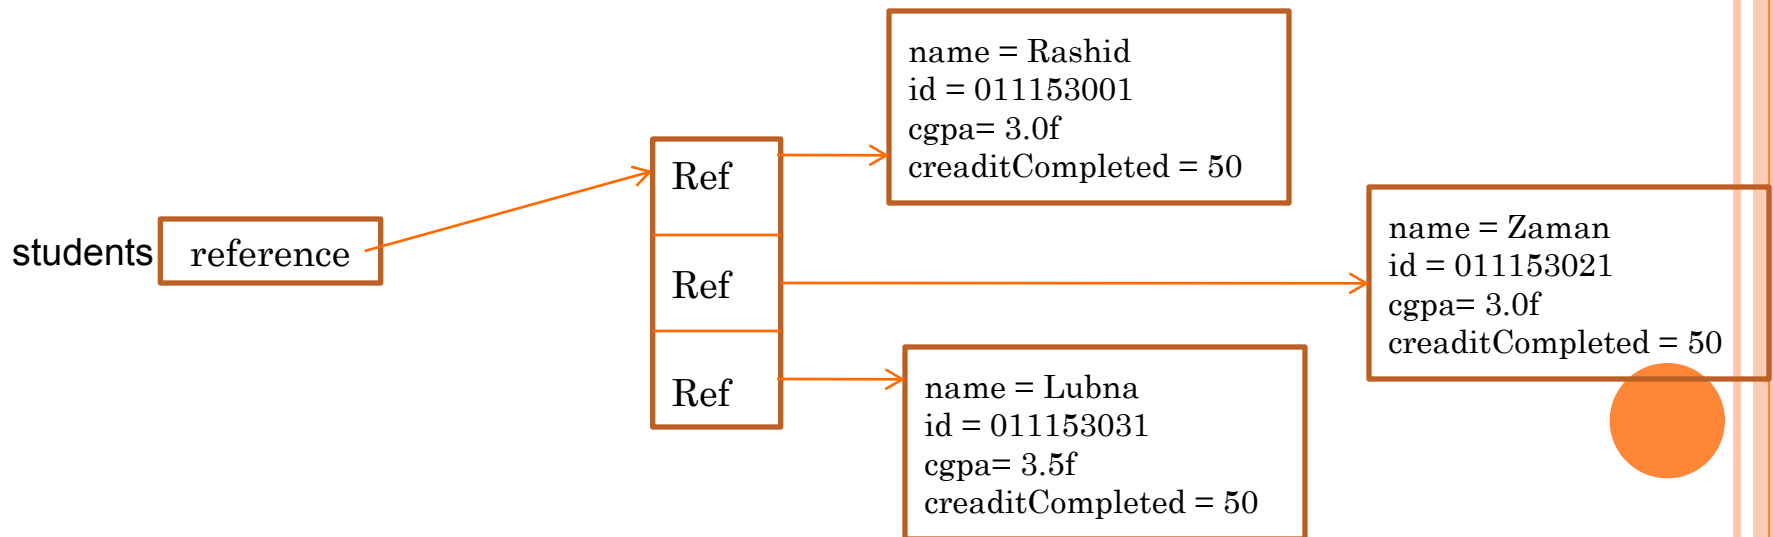 students
reference
Ref
Ref
Ref
name = Rashid
id = 011153001
cgpa= 3.0f
creaditCompleted = 50
name = Zaman
id = 011153021
cgpa= 3.0f
creaditCompleted = 50
name = Lubna
id = 011153031
cgpa= 3.5f
creaditCompleted = 50